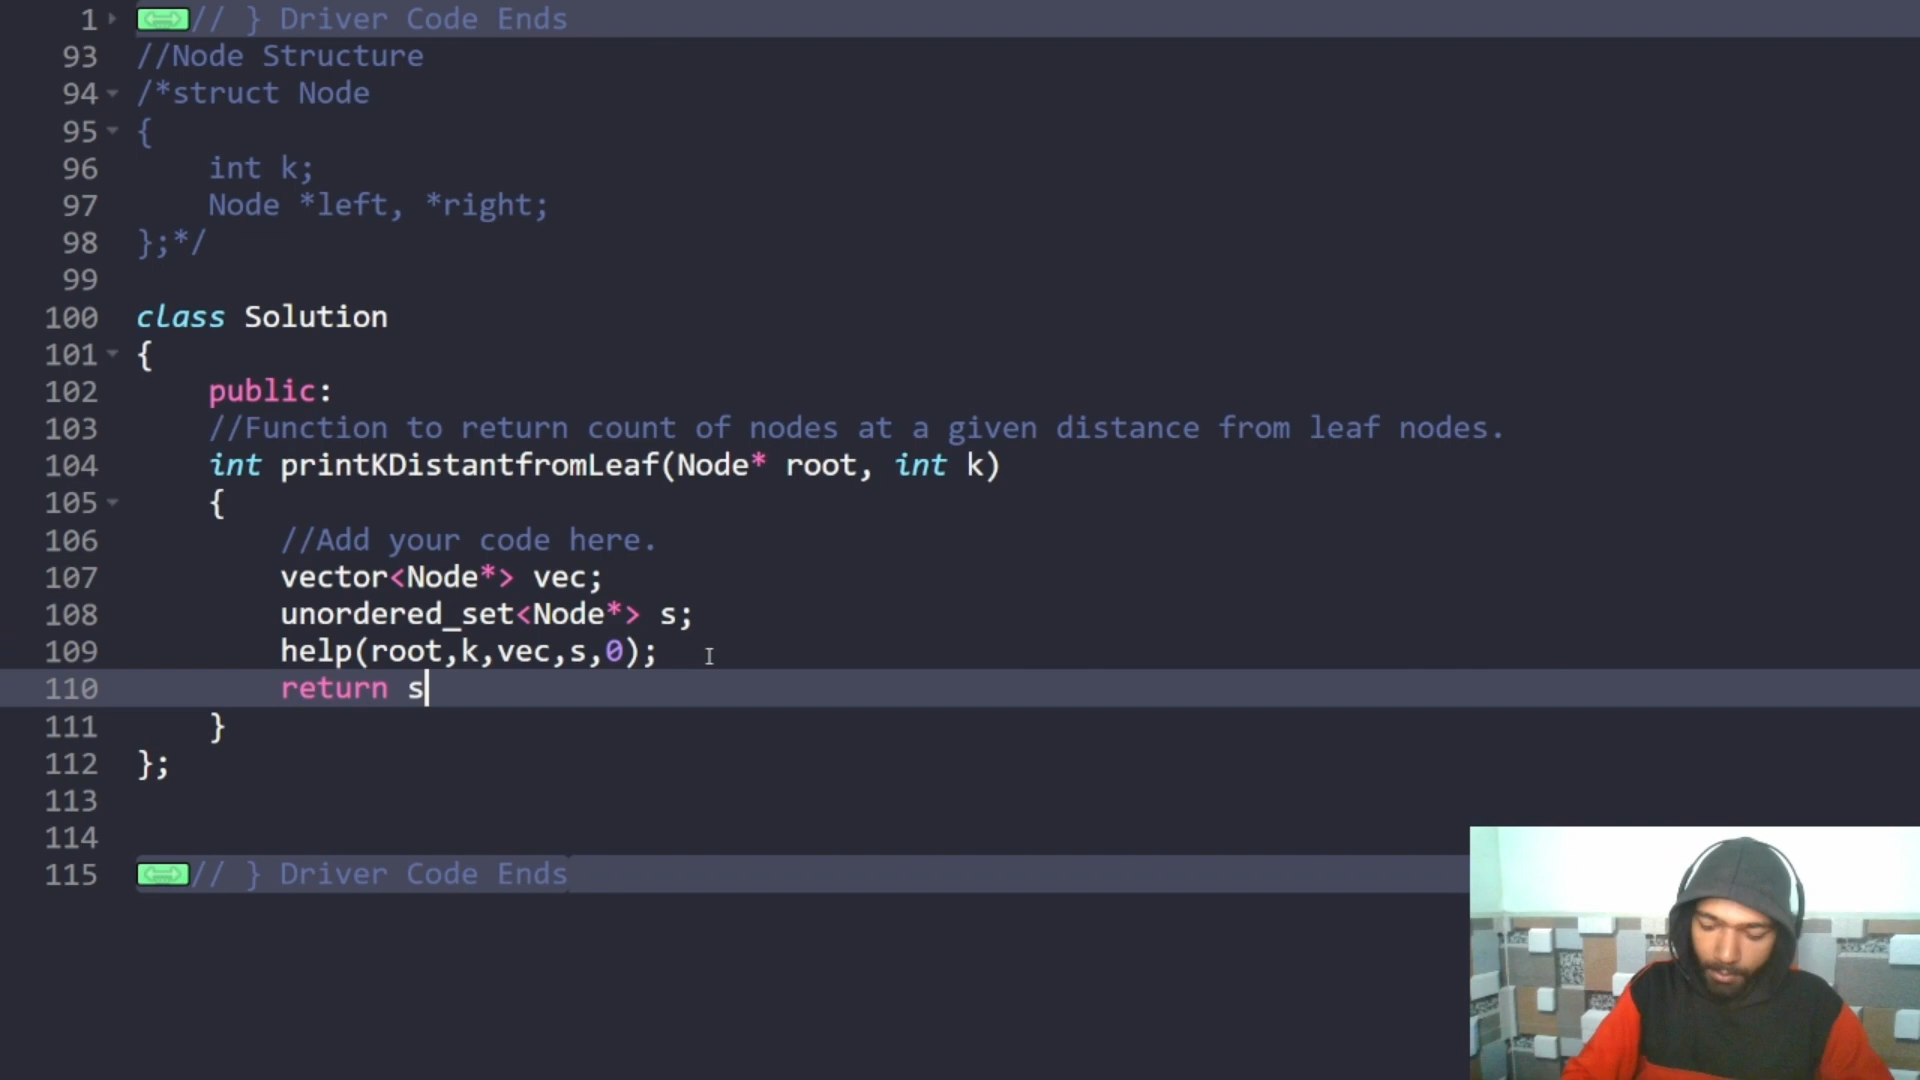 1 // } Driver Code Ends
93 //Node Structure
94 /*struct Node
95 {
96 int k;
97 Node *left, *right;
98 };*/
99
100 class Solution
101 {
102 public:
103 //Function to return count of nodes at a given distance from leaf nodes.
104 int printKDistantfromLeaf(Node* root, int k)
105 {
106 //Add your code here.
107 vector<Node*> vec;
108 unordered_set<Node*> s;
109 help(root,k,vec,s,0);
110 return s
111 }
112 };
113
114
115 // } Driver Code Ends